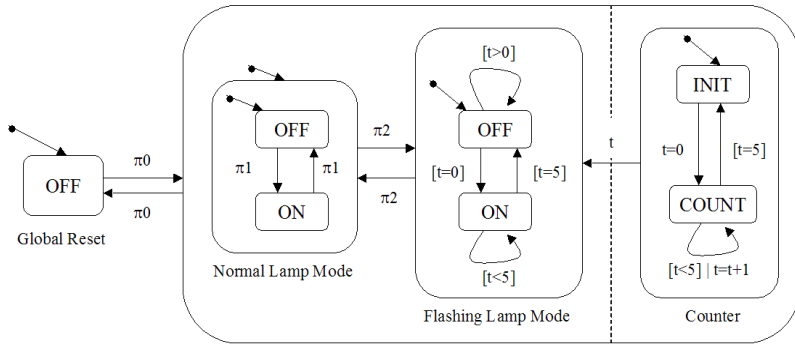 OFF
Global Reset
π0
π0
OFF
π1
π1
ON
Normal Lamp Mode
π2
π2
[t>0]
OFF
[t=0]
[t=5]
ON
[t<5]
Flashing Lamp Mode
t
INIT
t=0
[t=5]
COUNT
[t<5] | t=t+1
Counter